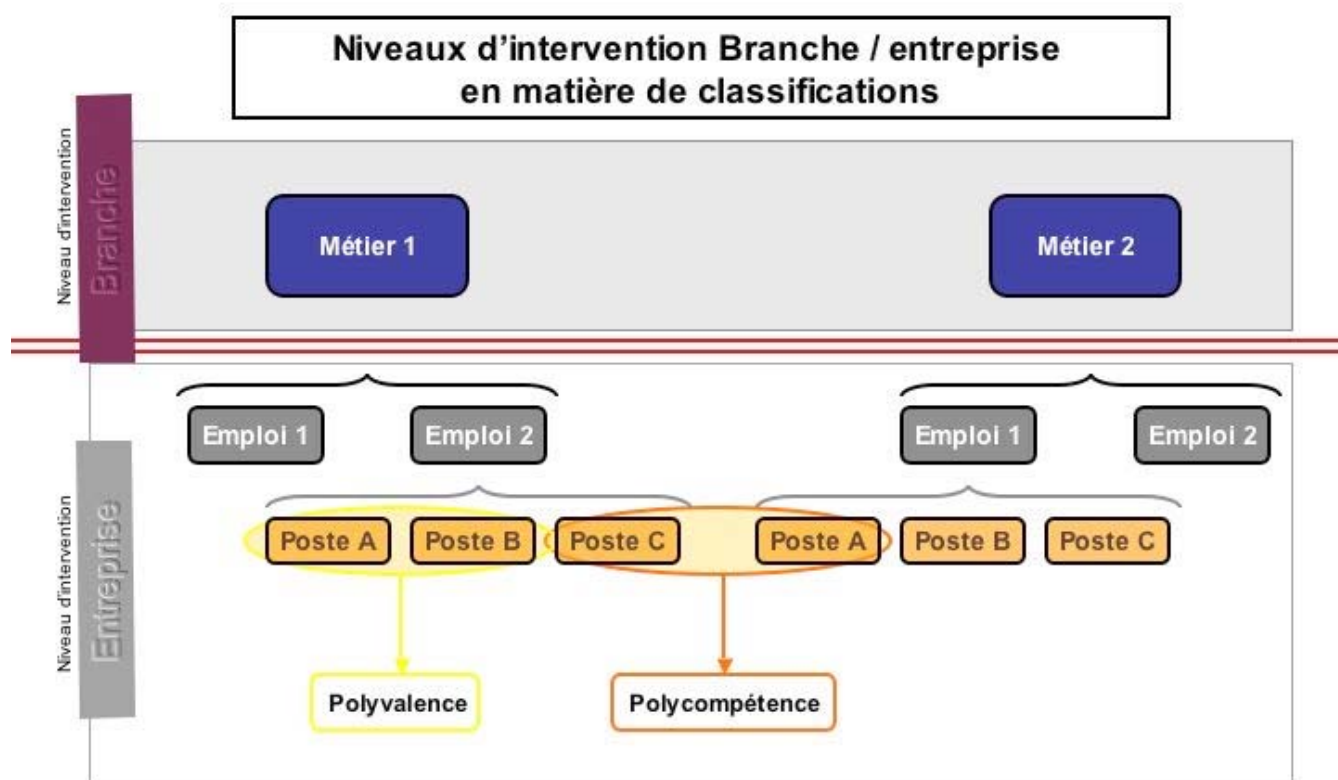 Niveaux d’intervention Branche / entreprise
en matière de classifications
Niveau d'intervention
Branche
Métier 1
Métier 2
Niveau d'intervention
Entreprise
Emploi 1
Emploi 2
Emploi 1
Emploi 2
Poste A
Poste B
Poste C
Poste A
Poste B
Poste C
Polyvalence
Polycompétence